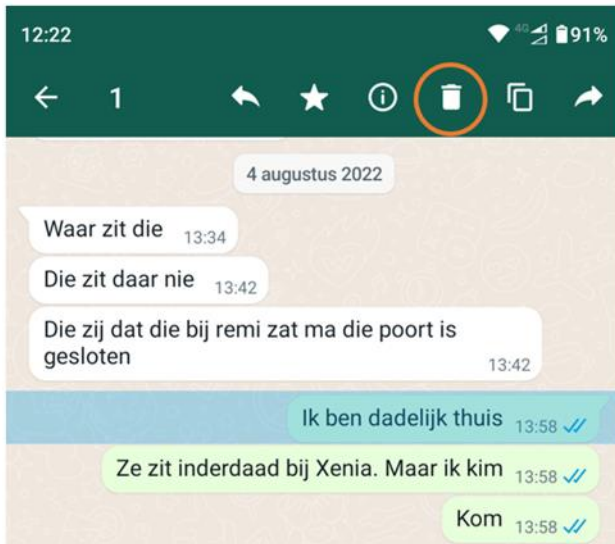 12:22 4G 91%
1
4 augustus 2022
Waar zit die 13:34
Die zit daar nie 13:42
Die zij dat die bij remi zat ma die poort is
gesloten 13:42
Ik ben dadelijk thuis 13:58
Ze zit inderdaad bij Xenia. Maar ik kim 13:58
Kom 13:58